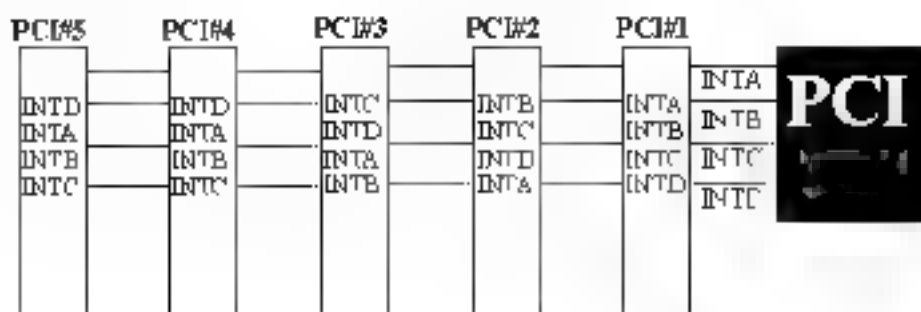 PCI#5 PCI#4 PCI#3 PCI#2 PCI#1
INTD INTD INTC INTB INTA INTA
INTA INTA INTD INTC INTB INTB
INTB INTB INTA INTD INTC INTC
INTC INTC INTB INTA INTD INTD
PCI